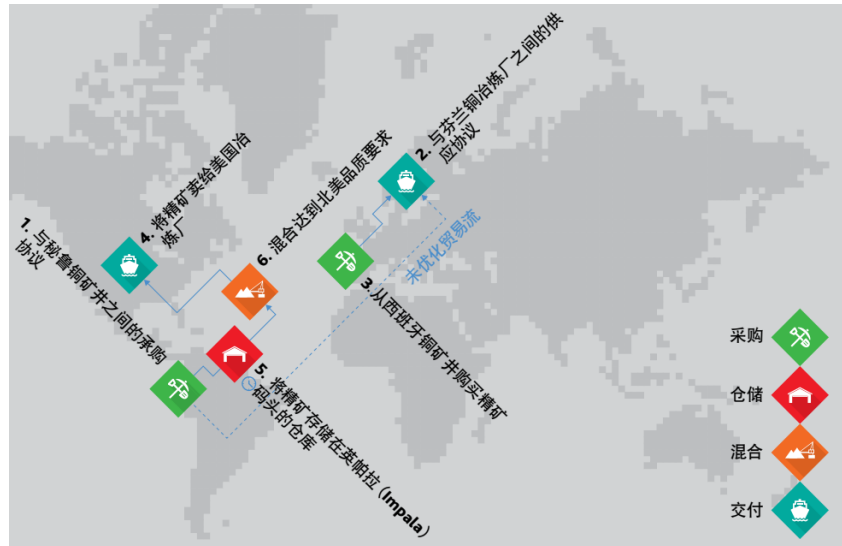 1. 与秘鲁铜矿井之间的承购
协议
4. 将精矿卖给美国冶
炼厂
6. 混合达到北美品质要求
2. 与芬兰铜冶炼厂之间的供
应协议
未优化贸易流
3.从西班牙铜矿井购买精矿
5. 将精矿存储在英帕拉（Impala）
码头的仓库
采购
仓储
混合
交付